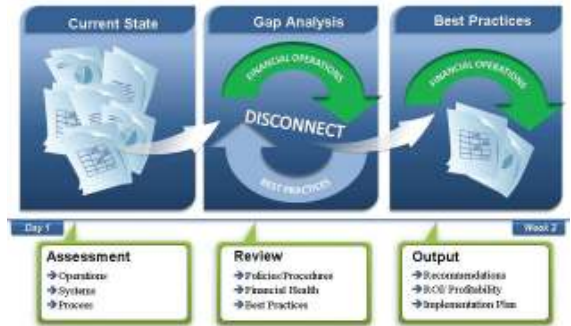 Current State
Gap Analysis
Best Practices
FINANCIAL OPERATIONS
DISCONNECT
BEST PRACTICES
FINANCIAL OPERATIONS
Day 1
Week 2
Assessment
Operations
Systems
Process
Review
Policies/Procedures
Financial Health
Best Practices
Output
Recommendations
ROI/ Profitability
Implementation Plan